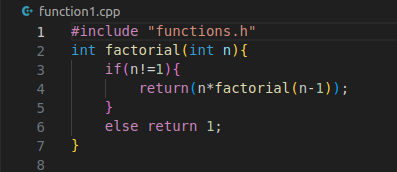 function1.cpp
1 #include "functions.h"
2 int factorial(int n){
3     if(n!=1){
4         return(n*factorial(n-1));
5     }
6     else return 1;
7 }
8